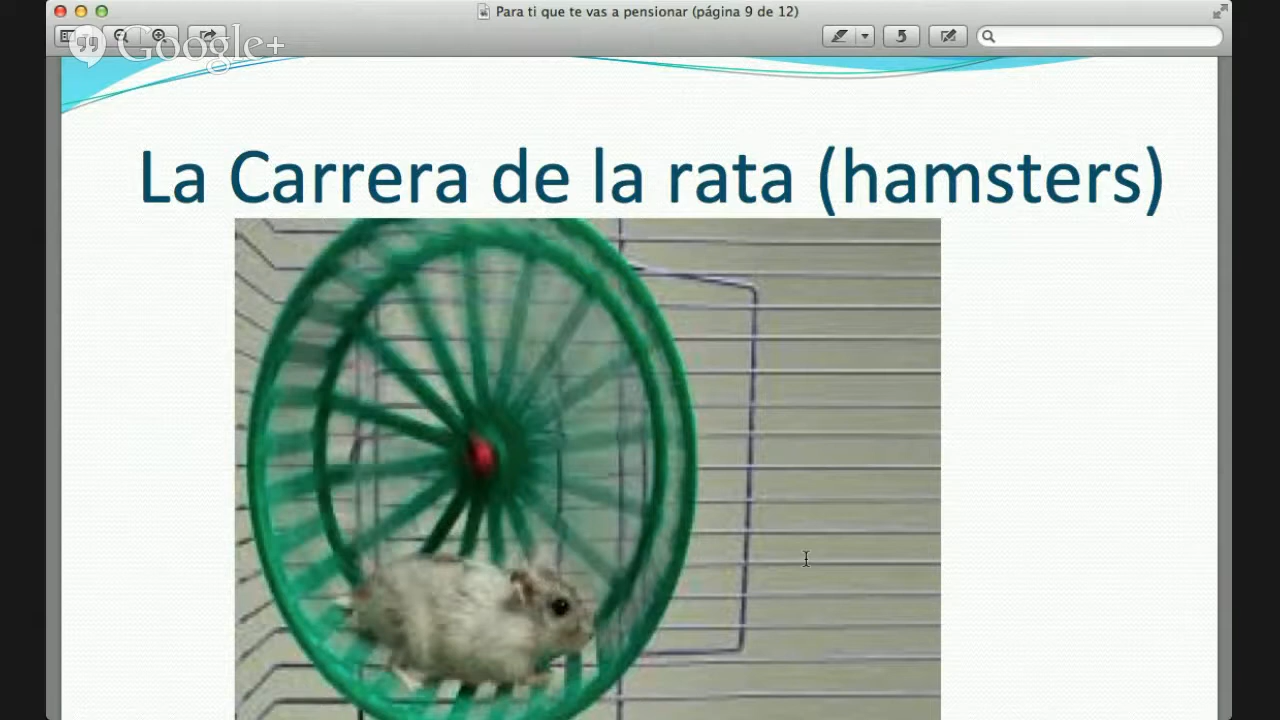 Para ti que te vas a pensionar (página 9 de 12)
Google+
La Carrera de la rata (hamsters)